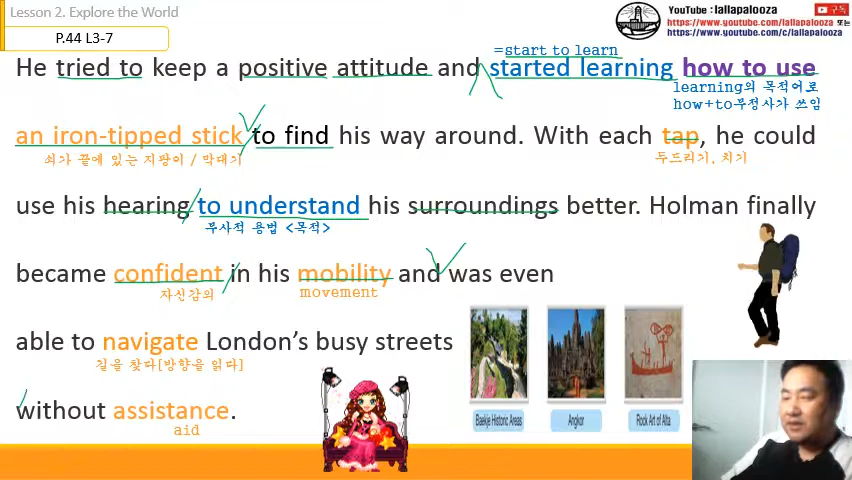 Lesson 2. Explore the World
P.44 L3-7
YouTube : lallapalooza
구독
https://www.youtube.com/lallapalooza 또는
https://www.youtube.com/c/lallapalooza
=start to learn
He tried to keep a positive attitude and started learning how to use
learning의 목적어로
how+to부정사가 쓰임
an iron-tipped stick to find his way around. With each tap, he could
쇠가 끝에 있는 지팡이 / 막대기
두드리기, 치기
use his hearing to understand his surroundings better. Holman finally
부사적 용법 <목적>
became confident in his mobility and was even
자신감의
movement
able to navigate London's busy streets
길을 찾다[방향을 읽다]
without assistance.
aid
Baekje Historic Areas
Angkor
Rock Art of Alta